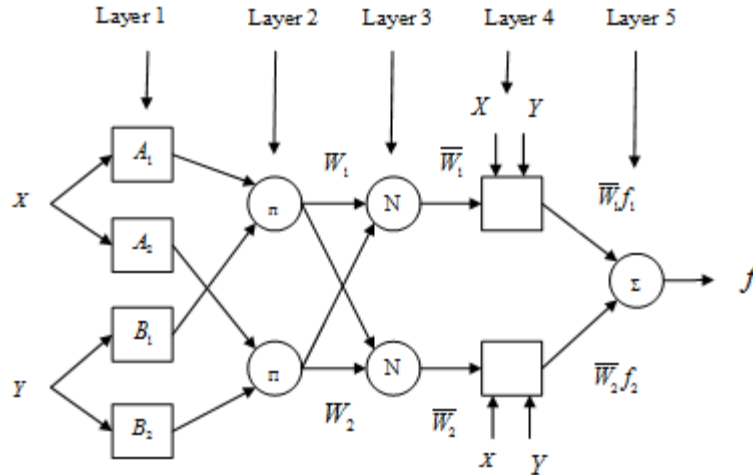 Layer 1 Layer 2 Layer 3 Layer 4 Layer 5
X Y
A₁ W₁ W̅₁ W̅₁f₁
X π N
A₂
Σ f
B₁
Y π N
W₂ W̅₂ W̅₂f₂
B₂ X Y